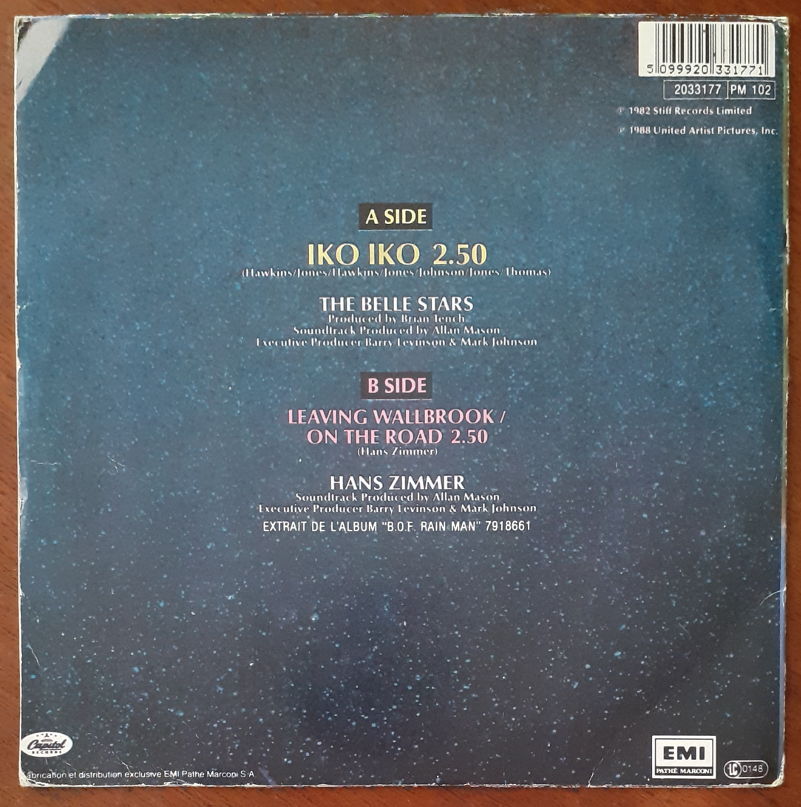 5 099920 331771
2033177 PM 102
℗ 1982 Stiff Records Limited
℗ 1988 United Artist Pictures, Inc.
A SIDE
IKO IKO 2.50
(Hawkins/Jones/Hawkins/Jones/Johnson/Jones/Thomas)
THE BELLE STARS
Produced by Brian Tench
Soundtrack Produced by Allan Mason
Executive Producer Barry Levinson & Mark Johnson
B SIDE
LEAVING WALLBROOK /
ON THE ROAD 2.50
(Hans Zimmer)
HANS ZIMMER
Soundtrack Produced by Allan Mason
Executive Producer Barry Levinson & Mark Johnson
EXTRAIT DE L'ALBUM "B.O.F. RAIN MAN" 7918661
Capitol
RECORDS
EMI
PATHE MARCONI
LC 0148
abrication et distribution exclusive EMI Pathe Marconi S A